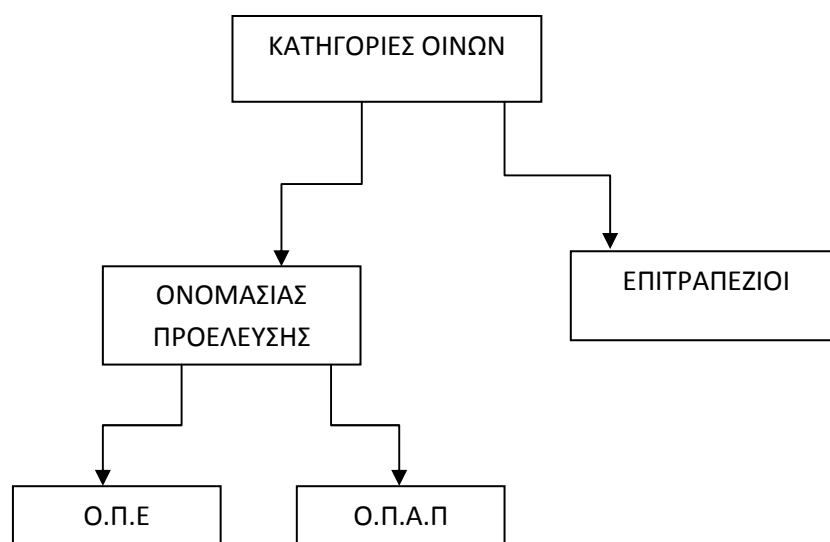 ΚΑΤΗΓΟΡΙΕΣ ΟΙΝΩΝ
ΟΝΟΜΑΣΙΑΣ
ΠΡΟΕΛΕΥΣΗΣ
ΕΠΙΤΡΑΠΕΖΙΟΙ
Ο.Π.Ε
Ο.Π.Α.Π